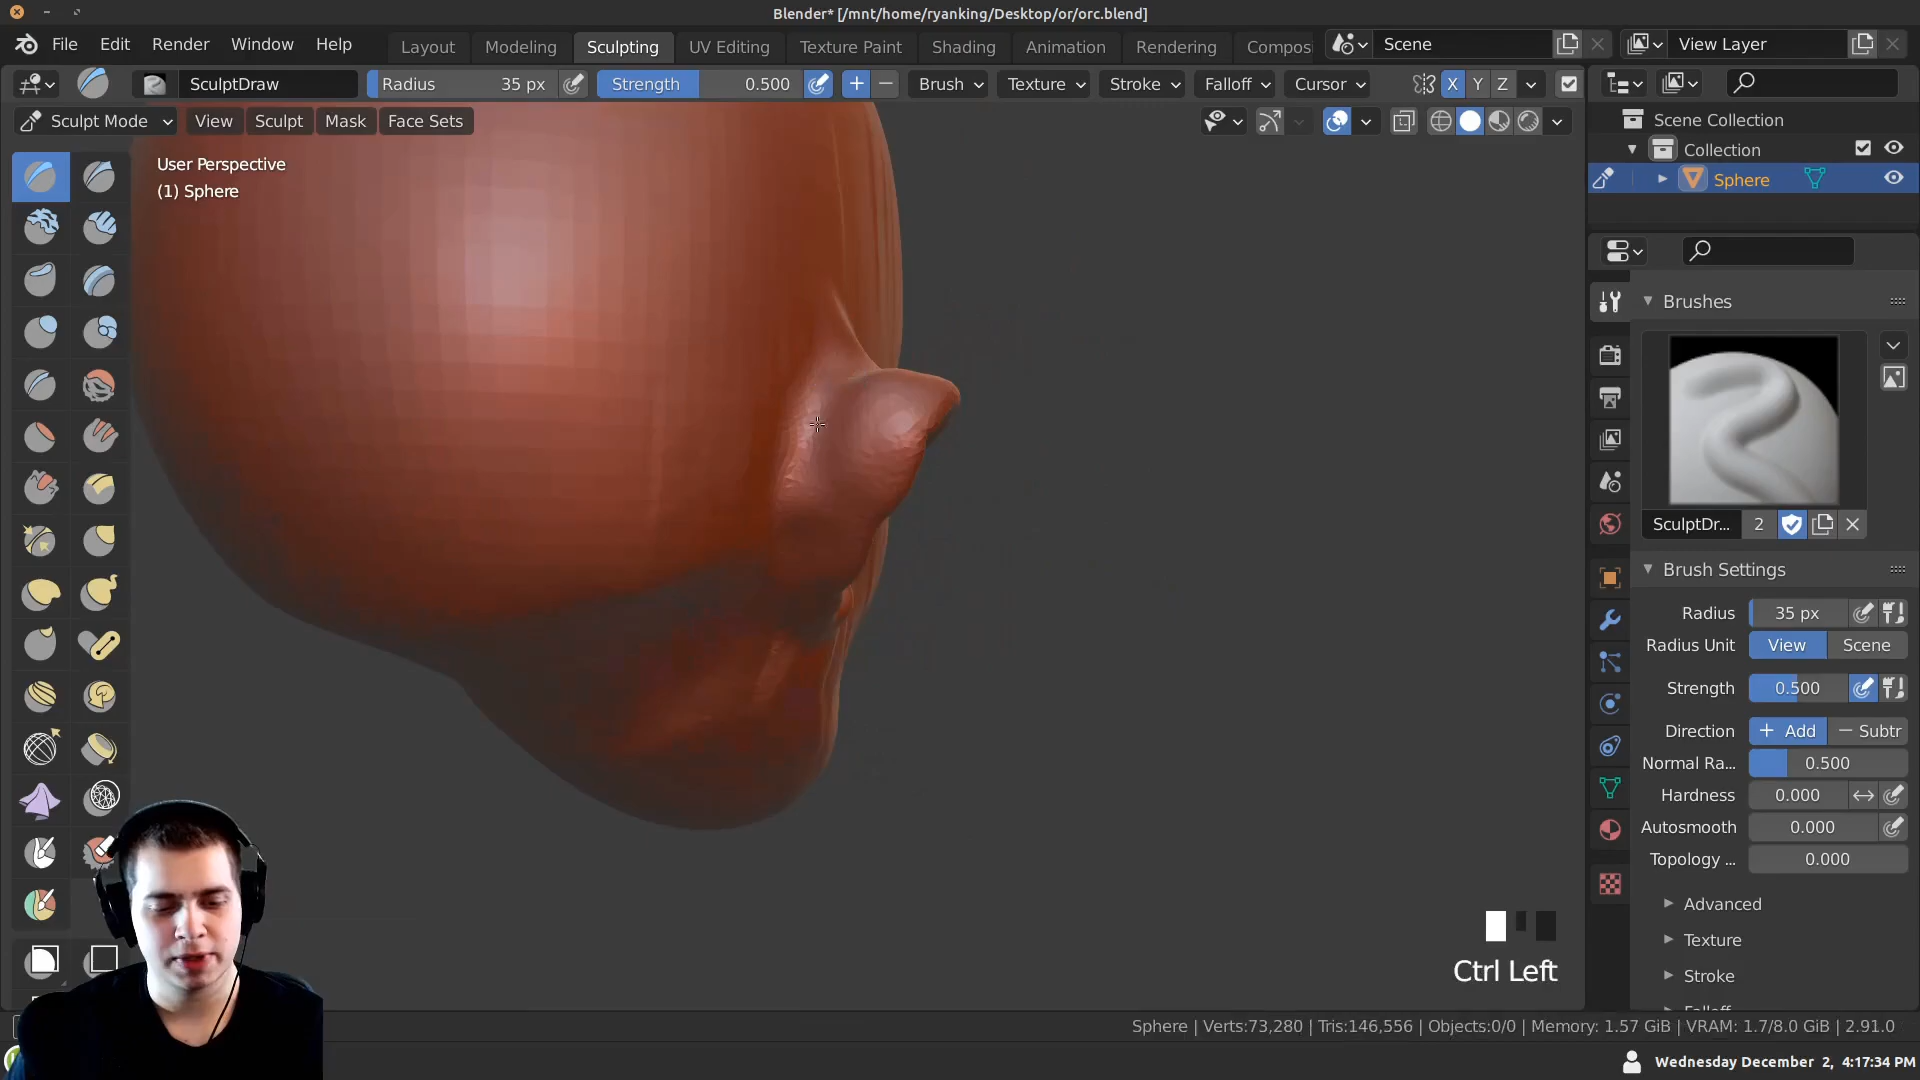 Blender* [/mnt/home/ryanking/Desktop/or/orc.blend]
File Edit Render Window Help Layout Modeling Sculpting UV Editing Texture Paint Shading Animation Rendering Compos Scene View Layer
SculptDraw Radius 35 px Strength 0.500 Brush Texture Stroke Falloff Cursor X Y Z
Sculpt Mode View Sculpt Mask Face Sets
Scene Collection
Collection
Sphere
User Perspective
(1) Sphere
Brushes
SculptDr... 2
Brush Settings
Radius 35 px
Radius Unit View Scene
Strength 0.500
Direction + Add − Subtr
Normal Ra... 0.500
Hardness 0.000
Autosmooth 0.000
Topology ... 0.000
Advanced
Texture
Stroke
Falloff
Ctrl Left
Sphere | Verts:73,280 | Tris:146,556 | Objects:0/0 | Memory: 1.57 GiB | VRAM: 1.7/8.0 GiB | 2.91.0
Wednesday December 2, 4:17:34 PM